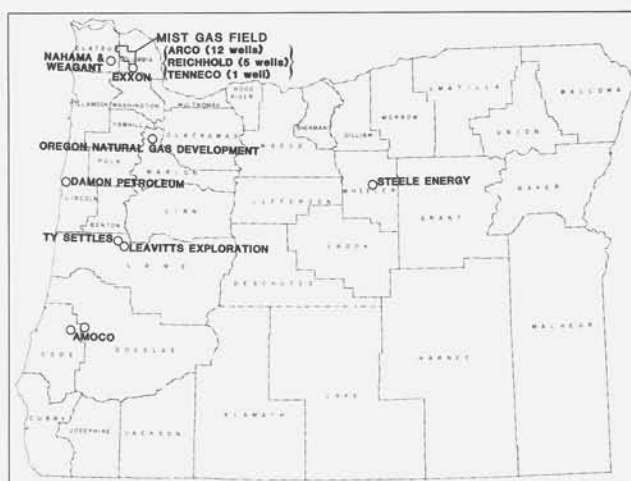 MIST GAS FIELD
(ARCO (12 wells)
REICHHOLD (5 wells)
TENNECO (1 well))
NAHAMA &
WEAGANT
EXXON
TILLAMOOK
WASHINGTON
MULTNOMAH
HOOD
RIVER
SHERMAN
GILLIAM
MORROW
UMATILLA
UNION
WALLOWA
YAMHILL
CLACKAMAS
WASCO
OREGON NATURAL GAS DEVELOPMENT
POLK
MARION
DAMON PETROLEUM
LINCOLN
JEFFERSON
WHEELER
STEELE ENERGY
GRANT
BAKER
BENTON
LINN
CROOK
TY SETTLES
LEAVITTS EXPLORATION
LANE
DESCHUTES
AMOCO
COOS
DOUGLAS
HARNEY
MALHEUR
LAKE
KLAMATH
CURRY
JOSEPHINE
JACKSON